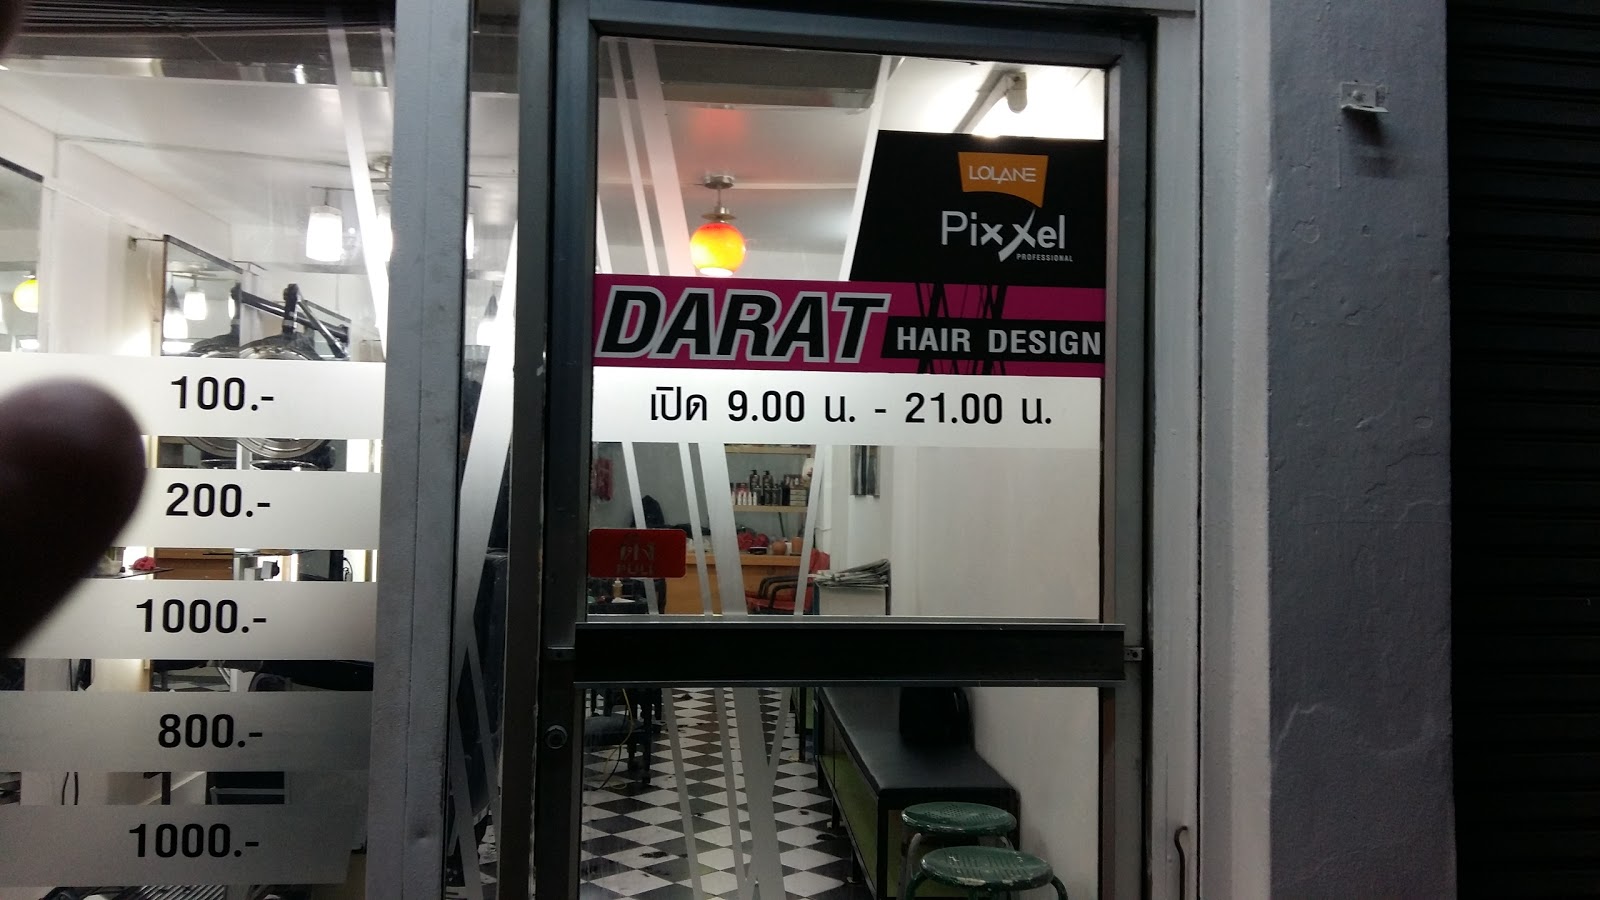 LOLANE
Pixxel
PROFESSIONAL
DARAT
HAIR DESIGN
เปิด 9.00 น. - 21.00 น.
PULL
100.-
200.-
1000.-
800.-
1000.-